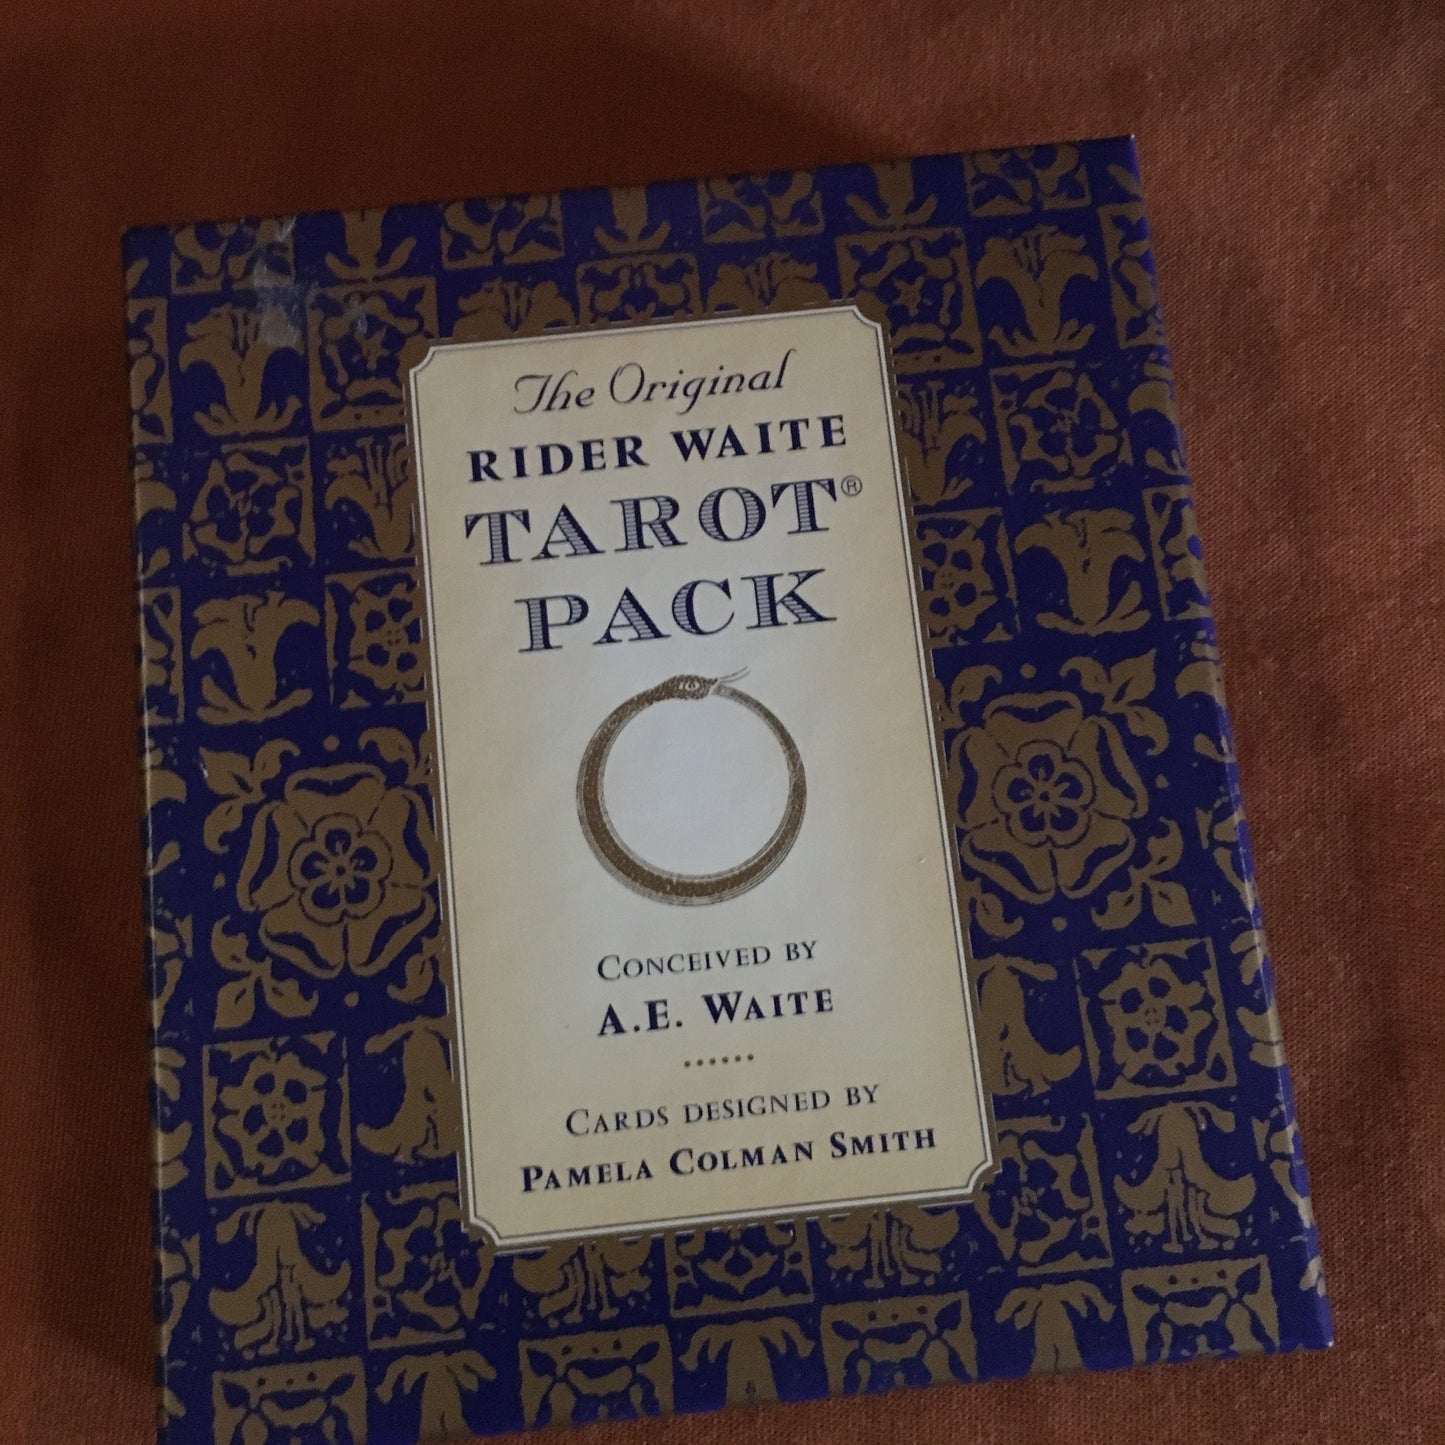 The Original
RIDER WAITE
TAROT®
PACK
CONCEIVED BY
A.E. WAITE
CARDS DESIGNED BY
PAMELA COLMAN SMITH